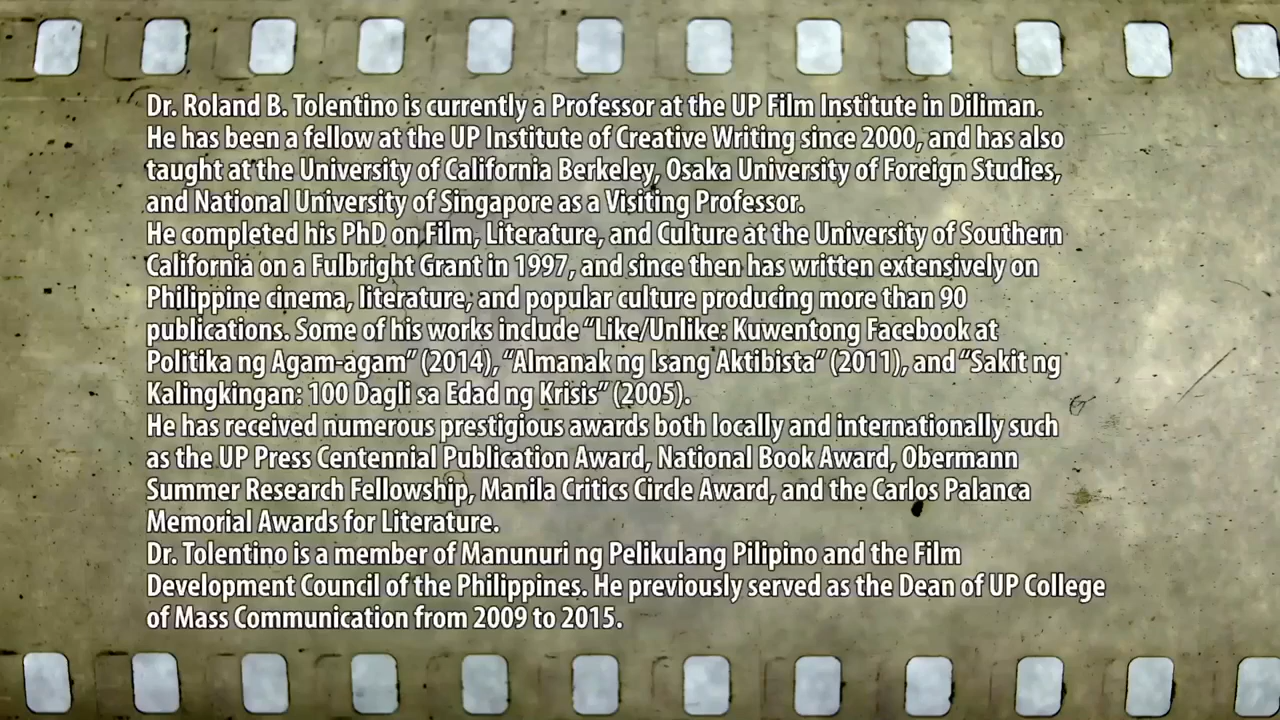 Dr. Roland B. Tolentino is currently a Professor at the UP Film Institute in Diliman.
He has been a fellow at the UP Institute of Creative Writing since 2000, and has also
taught at the University of California Berkeley, Osaka University of Foreign Studies,
and National University of Singapore as a Visiting Professor.
He completed his PhD on Film, Literature, and Culture at the University of Southern
California on a Fulbright Grant in 1997, and since then has written extensively on
Philippine cinema, literature, and popular culture producing more than 90
publications. Some of his works include “Like/Unlike: Kuwentong Facebook at
Politika ng Agam-agam” (2014), “Almanak ng Isang Aktibista” (2011), and “Sakit ng
Kalingkingan: 100 Dagli sa Edad ng Krisis” (2005).
He has received numerous prestigious awards both locally and internationally such
as the UP Press Centennial Publication Award, National Book Award, Obermann
Summer Research Fellowship, Manila Critics Circle Award, and the Carlos Palanca
Memorial Awards for Literature.
Dr. Tolentino is a member of Manunuri ng Pelikulang Pilipino and the Film
Development Council of the Philippines. He previously served as the Dean of UP College
of Mass Communication from 2009 to 2015.